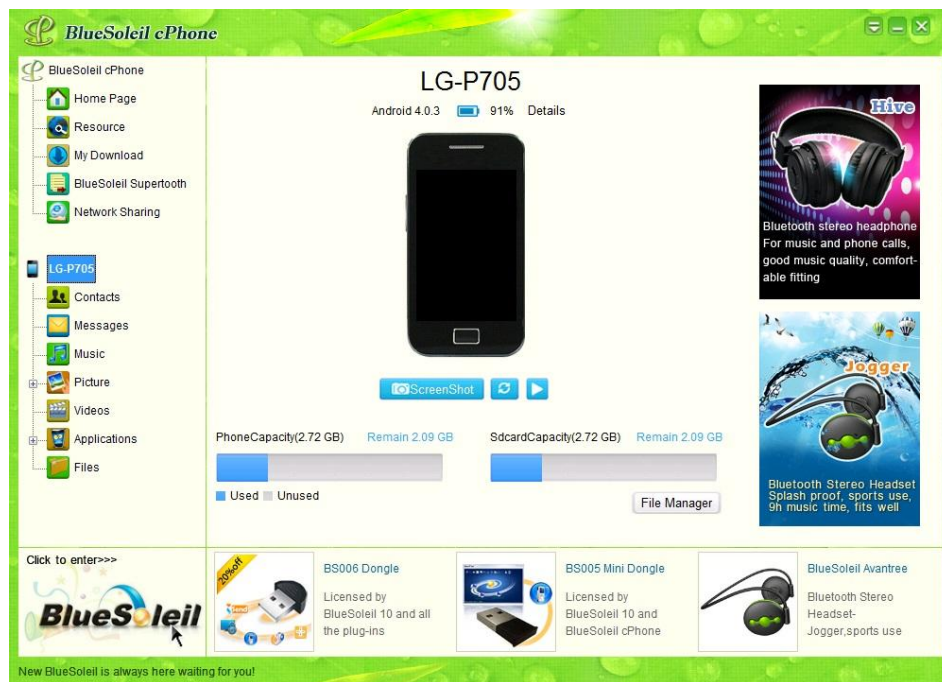 BlueSoleil cPhone
BlueSoleil cPhone
Home Page
Resource
My Download
BlueSoleil Supertooth
Network Sharing
LG-P705
Contacts
Messages
Music
Picture
Videos
Applications
Files
LG-P705
Android 4.0.3 91% Details
ScreenShot
PhoneCapacity(2.72 GB) Remain 2.09 GB
SdcardCapacity(2.72 GB) Remain 2.09 GB
Used Unused
File Manager
Hive
Bluetooth stereo headphone
For music and phone calls,
good music quality, comfort-
able fitting
Jogger
Bluetooth Stereo Headset
Splash proof, sports use,
9h music time, fits well
Click to enter>>>
BlueSoleil
20%off
Send
BS006 Dongle
Licensed by
BlueSoleil 10 and all
the plug-ins
BS005 Mini Dongle
Licensed by
BlueSoleil 10 and
BlueSoleil cPhone
BlueSoleil Avantree
Bluetooth Stereo
Headset-
Jogger,sports use
New BlueSoleil is always here waiting for you!